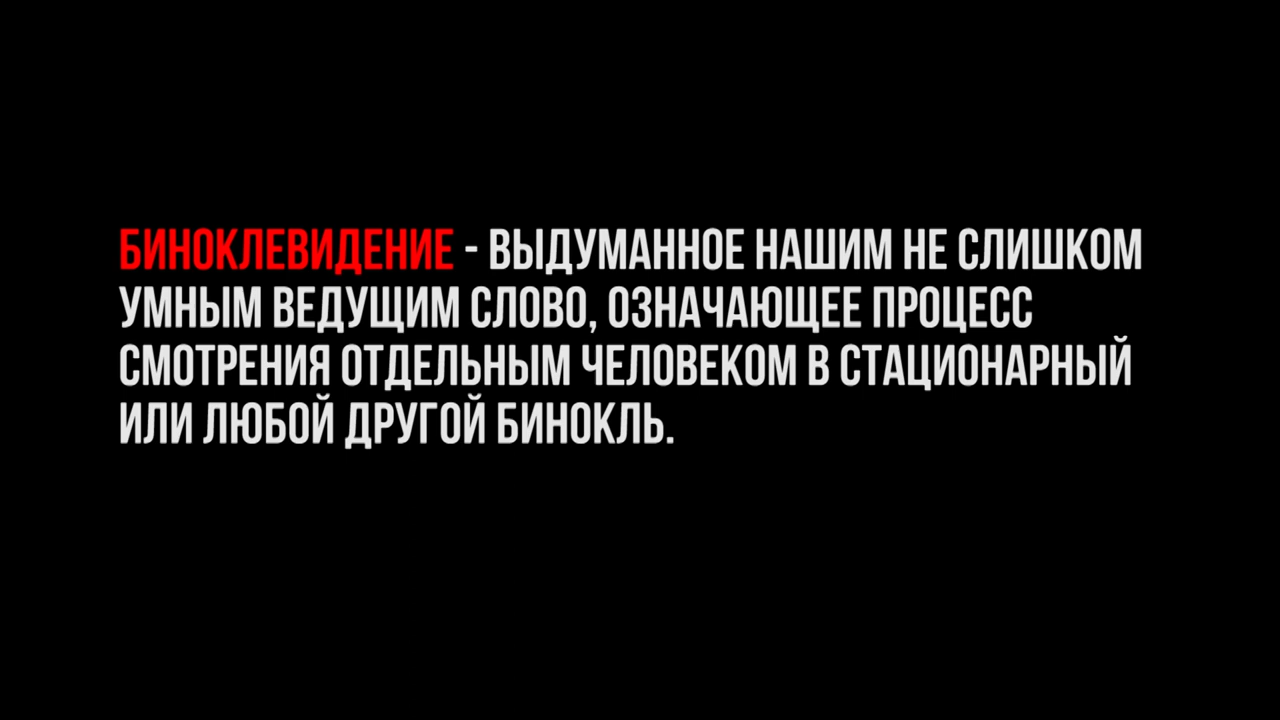 БИНОКЛЕВИДЕНИЕ - ВЫДУМАННОЕ НАШИМ НЕ СЛИШКОМ
УМНЫМ ВЕДУЩИМ СЛОВО, ОЗНАЧАЮЩЕЕ ПРОЦЕСС
СМОТРЕНИЯ ОТДЕЛЬНЫМ ЧЕЛОВЕКОМ В СТАЦИОНАРНЫЙ
ИЛИ ЛЮБОЙ ДРУГОЙ БИНОКЛЬ.